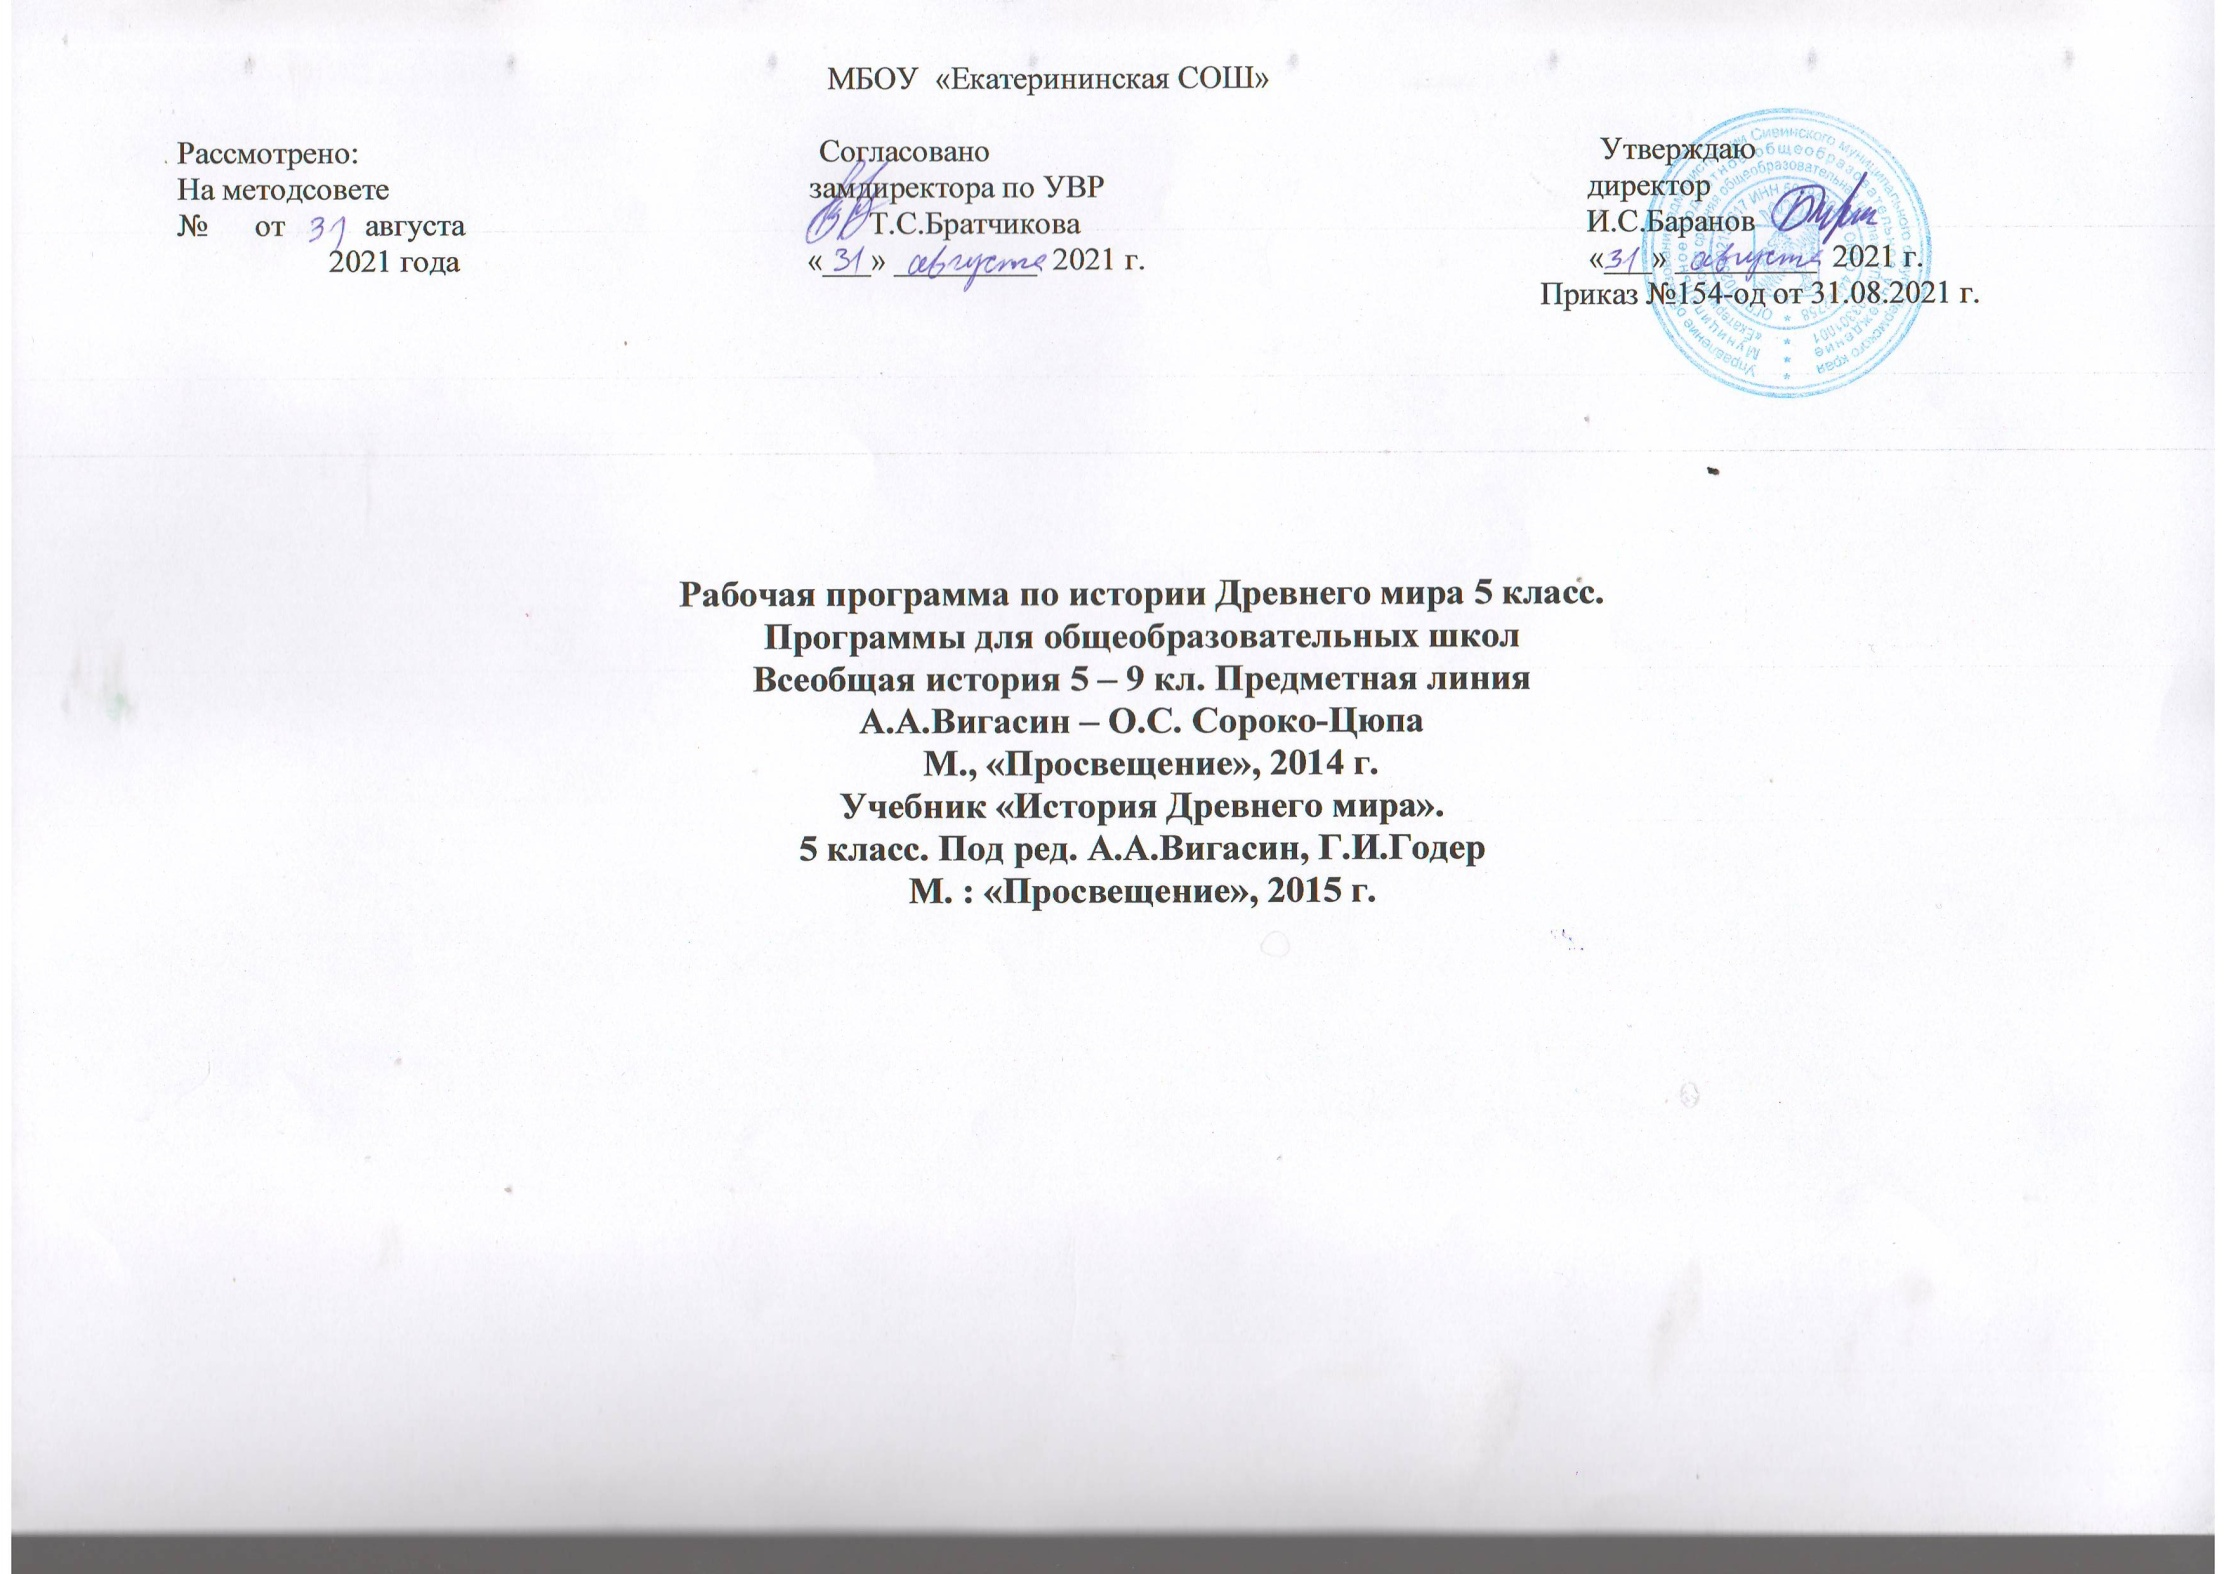 МБОУ «Екатерининская СОШ»
Рассмотрено:
На методсовете
№ от 31 августа
2021 года
Согласовано
замдиректора по УВР
Т.С.Братчикова
«31» августа 2021 г.
Утверждаю
директор
И.С.Баранов
«31» августа 2021 г.
Приказ №154-од от 31.08.2021 г.
Рабочая программа по истории Древнего мира 5 класс.
Программы для общеобразовательных школ
Всеобщая история 5 – 9 кл. Предметная линия
А.А.Вигасин – О.С. Сороко-Цюпа
М., «Просвещение», 2014 г.
Учебник «История Древнего мира».
5 класс. Под ред. А.А.Вигасин, Г.И.Годер
М. : «Просвещение», 2015 г.